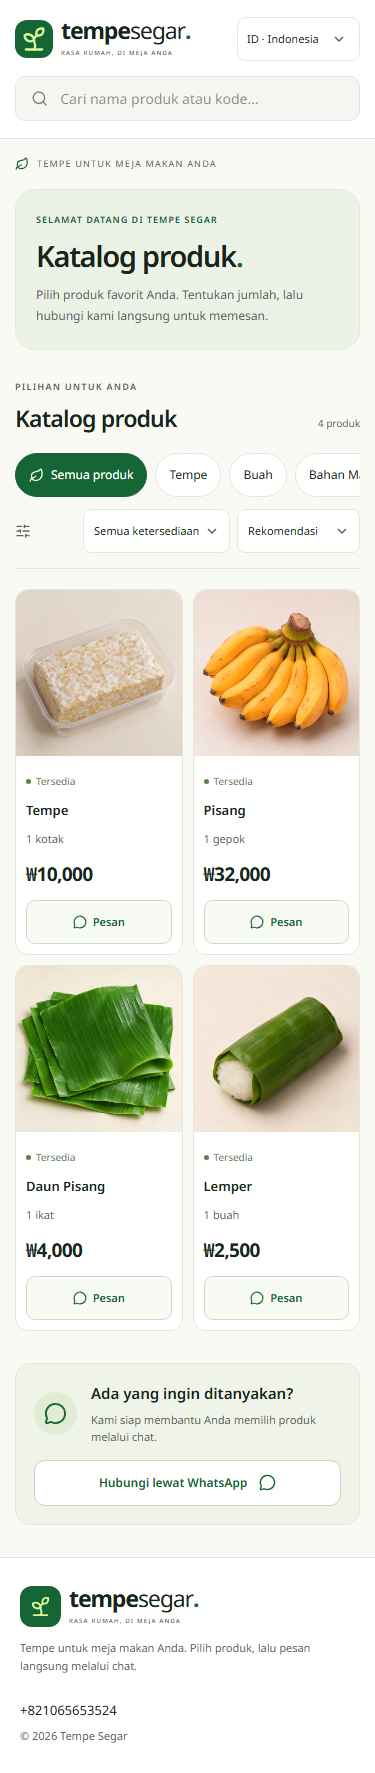 tempesegar.
RASA RUMAH, DI MEJA ANDA
ID · Indonesia
Cari nama produk atau kode...
TEMPE UNTUK MEJA MAKAN ANDA
SELAMAT DATANG DI TEMPE SEGAR
Katalog produk.
Pilih produk favorit Anda. Tentukan jumlah, lalu
hubungi kami langsung untuk memesan.
PILIHAN UNTUK ANDA
Katalog produk
4 produk
Semua produk
Tempe
Buah
Bahan Ma
Semua ketersediaan
Rekomendasi
Tersedia
Tempe
1 kotak
₩10,000
Pesan
Tersedia
Pisang
1 gepok
₩32,000
Pesan
Tersedia
Daun Pisang
1 ikat
₩4,000
Pesan
Tersedia
Lemper
1 buah
₩2,500
Pesan
Ada yang ingin ditanyakan?
Kami siap membantu Anda memilih produk
melalui chat.
Hubungi lewat WhatsApp
tempesegar.
RASA RUMAH, DI MEJA ANDA
Tempe untuk meja makan Anda. Pilih produk, lalu pesan
langsung melalui chat.
+821065653524
© 2026 Tempe Segar